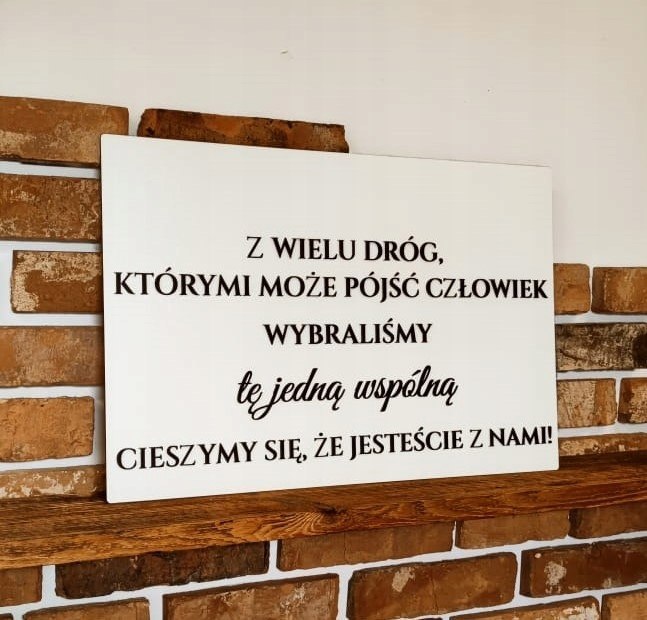 Z WIELU DRÓG,
KTÓRYMI MOŻE PÓJŚĆ CZŁOWIEK
WYBRALIŚMY
tę jedną wspólną
CIESZYMY SIĘ, ŻE JESTEŚCIE Z NAMI!